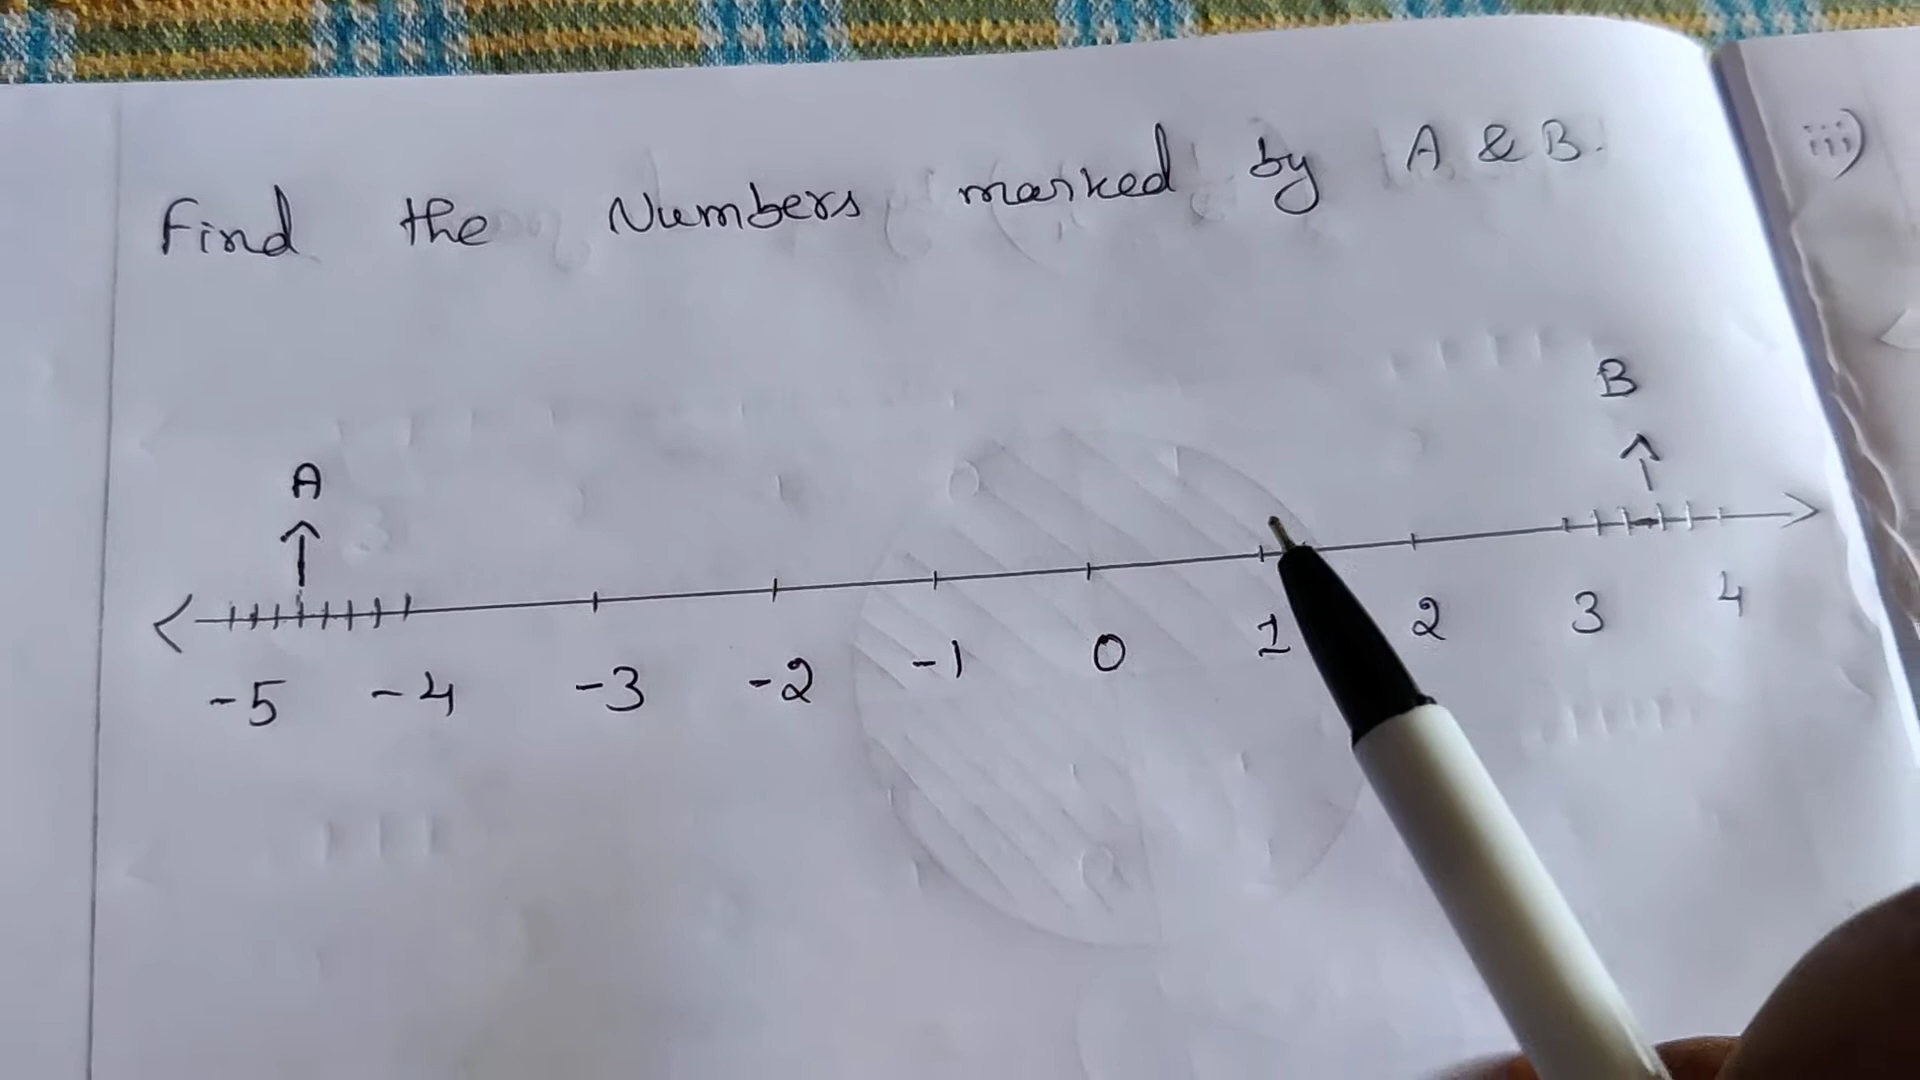 Find the Numbers marked by A & B.
iii)
B
A
-5 -4 -3 -2 -1 0 1 2 3 4